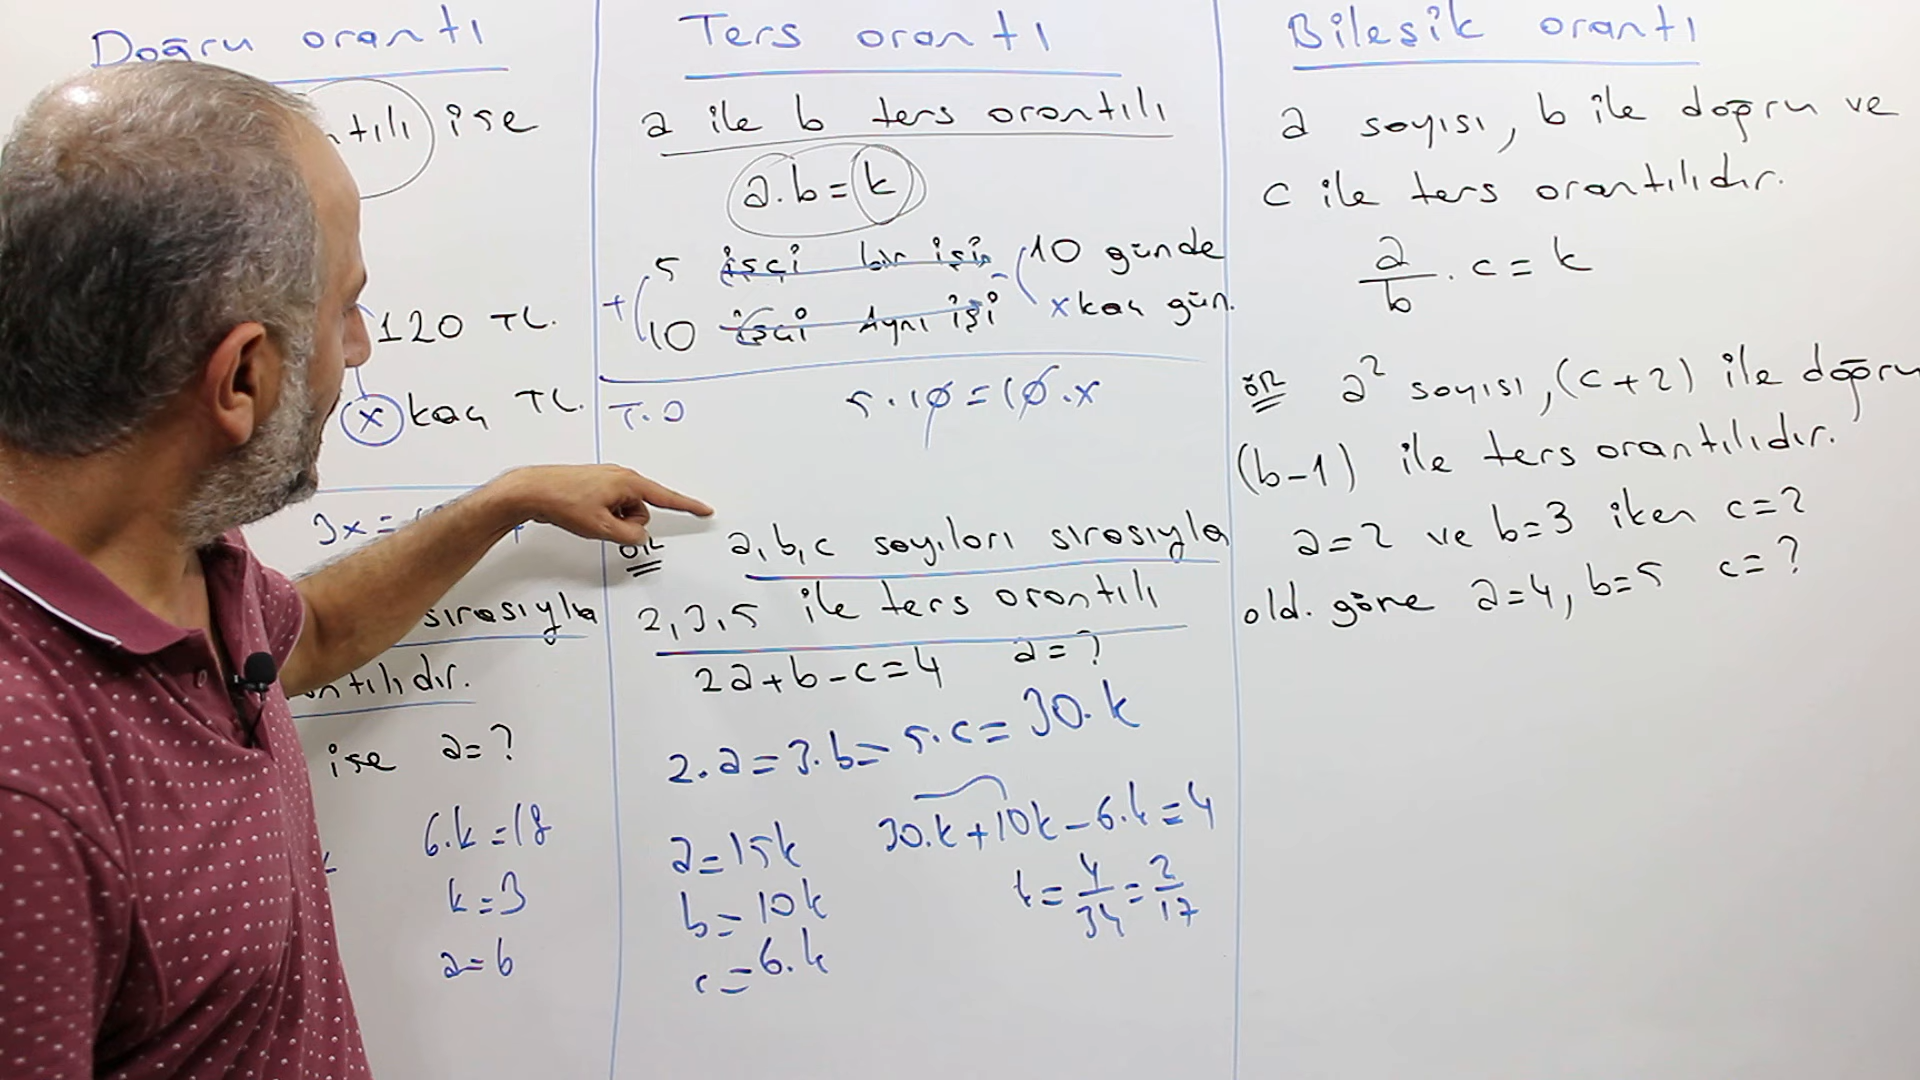 Doğru orantı
ntılı ise
120 TL.
x kaç TL.
3x=
sırasıyla
ntılıdır.
ise a=?
6.k=18
k=3
a=6
Ters orantı
a ile b ters orantılı
a.b=k
5 işçi bir işi 10 günde
10 işçi Aynı işi x kaç gün.
T.O 5.10=10.x
ÖR a,b,c sayıları sırasıyla
2,3,5 ile ters orantılı
2a+b-c=4 a=?
2.a=3.b=5.c=30.k
a=15k 30.k+10k-6.k=4
b=10k k=4/34=2/17
c=6.k
Bileşik orantı
a sayısı, b ile doğru ve
c ile ters orantılıdır.
a/b.c=k
ÖR a² sayısı,(c+2) ile doğru
(b-1) ile ters orantılıdır.
a=2 ve b=3 iken c=2
old. göre a=4, b=5 c=?